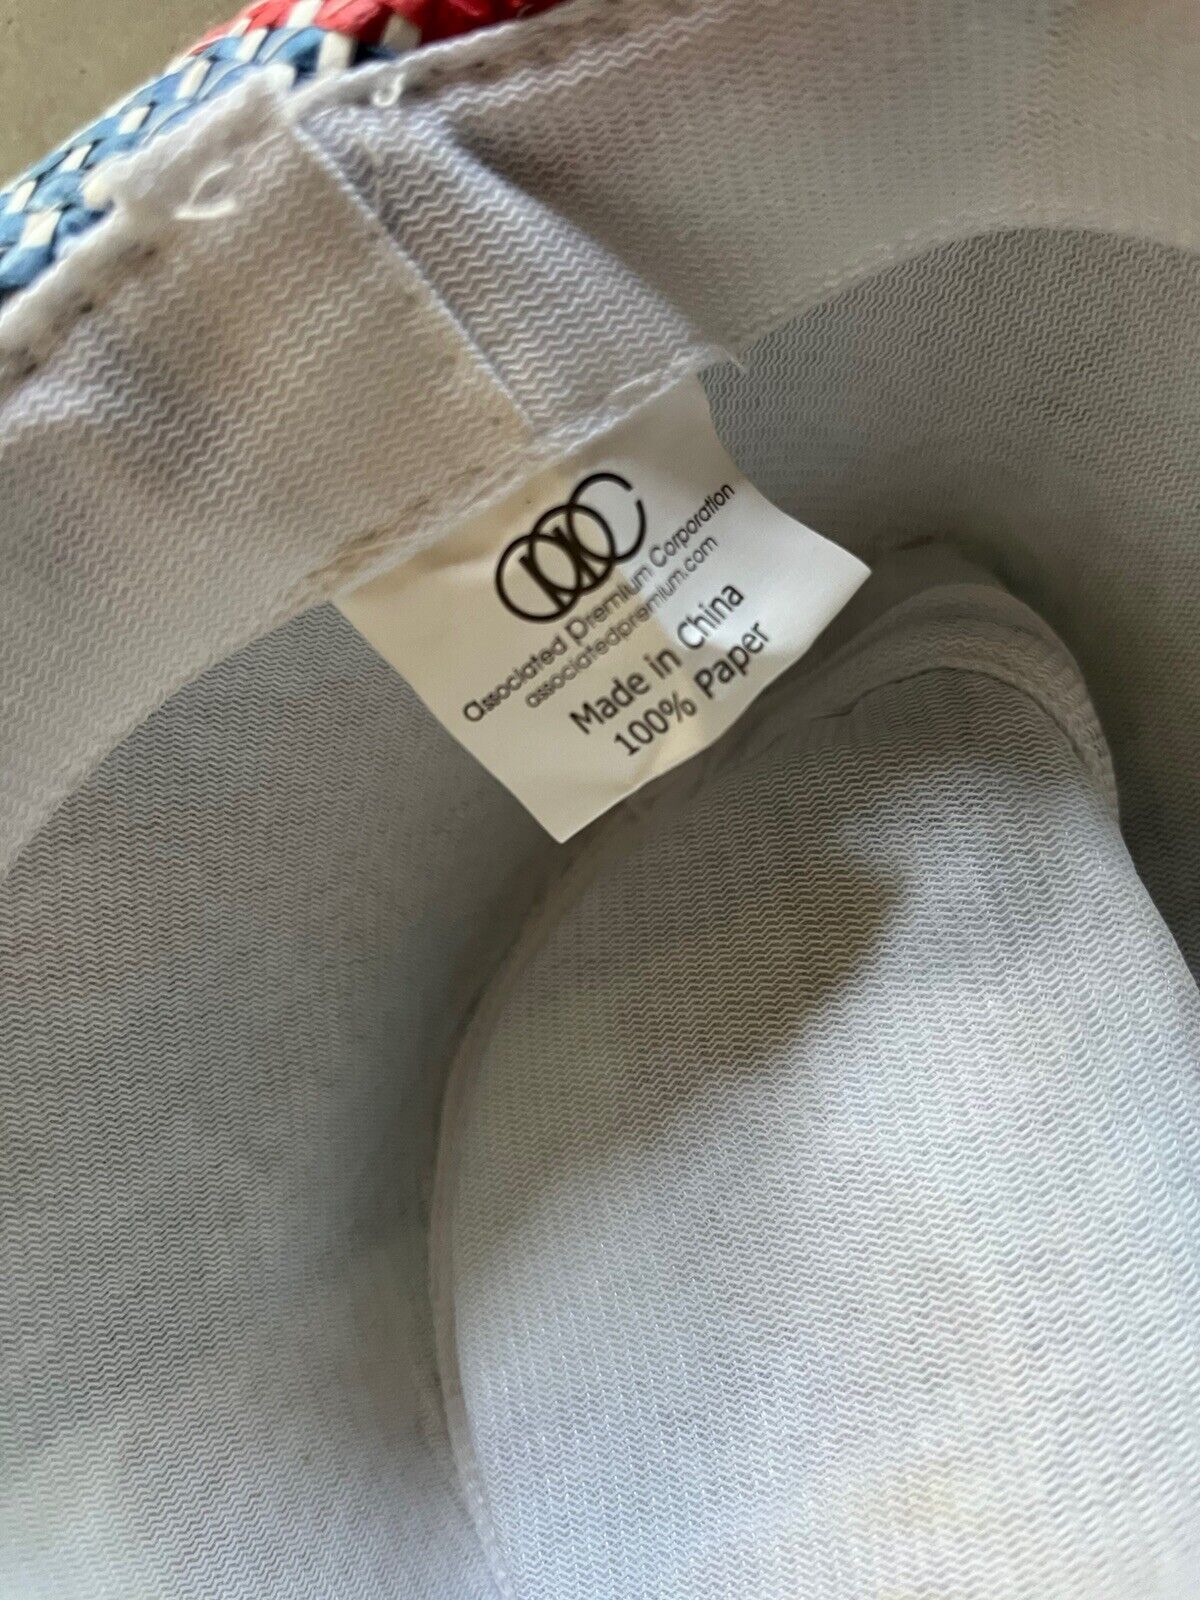 associated premium Corporation
associatedpremium.com
Made in China
100% Paper